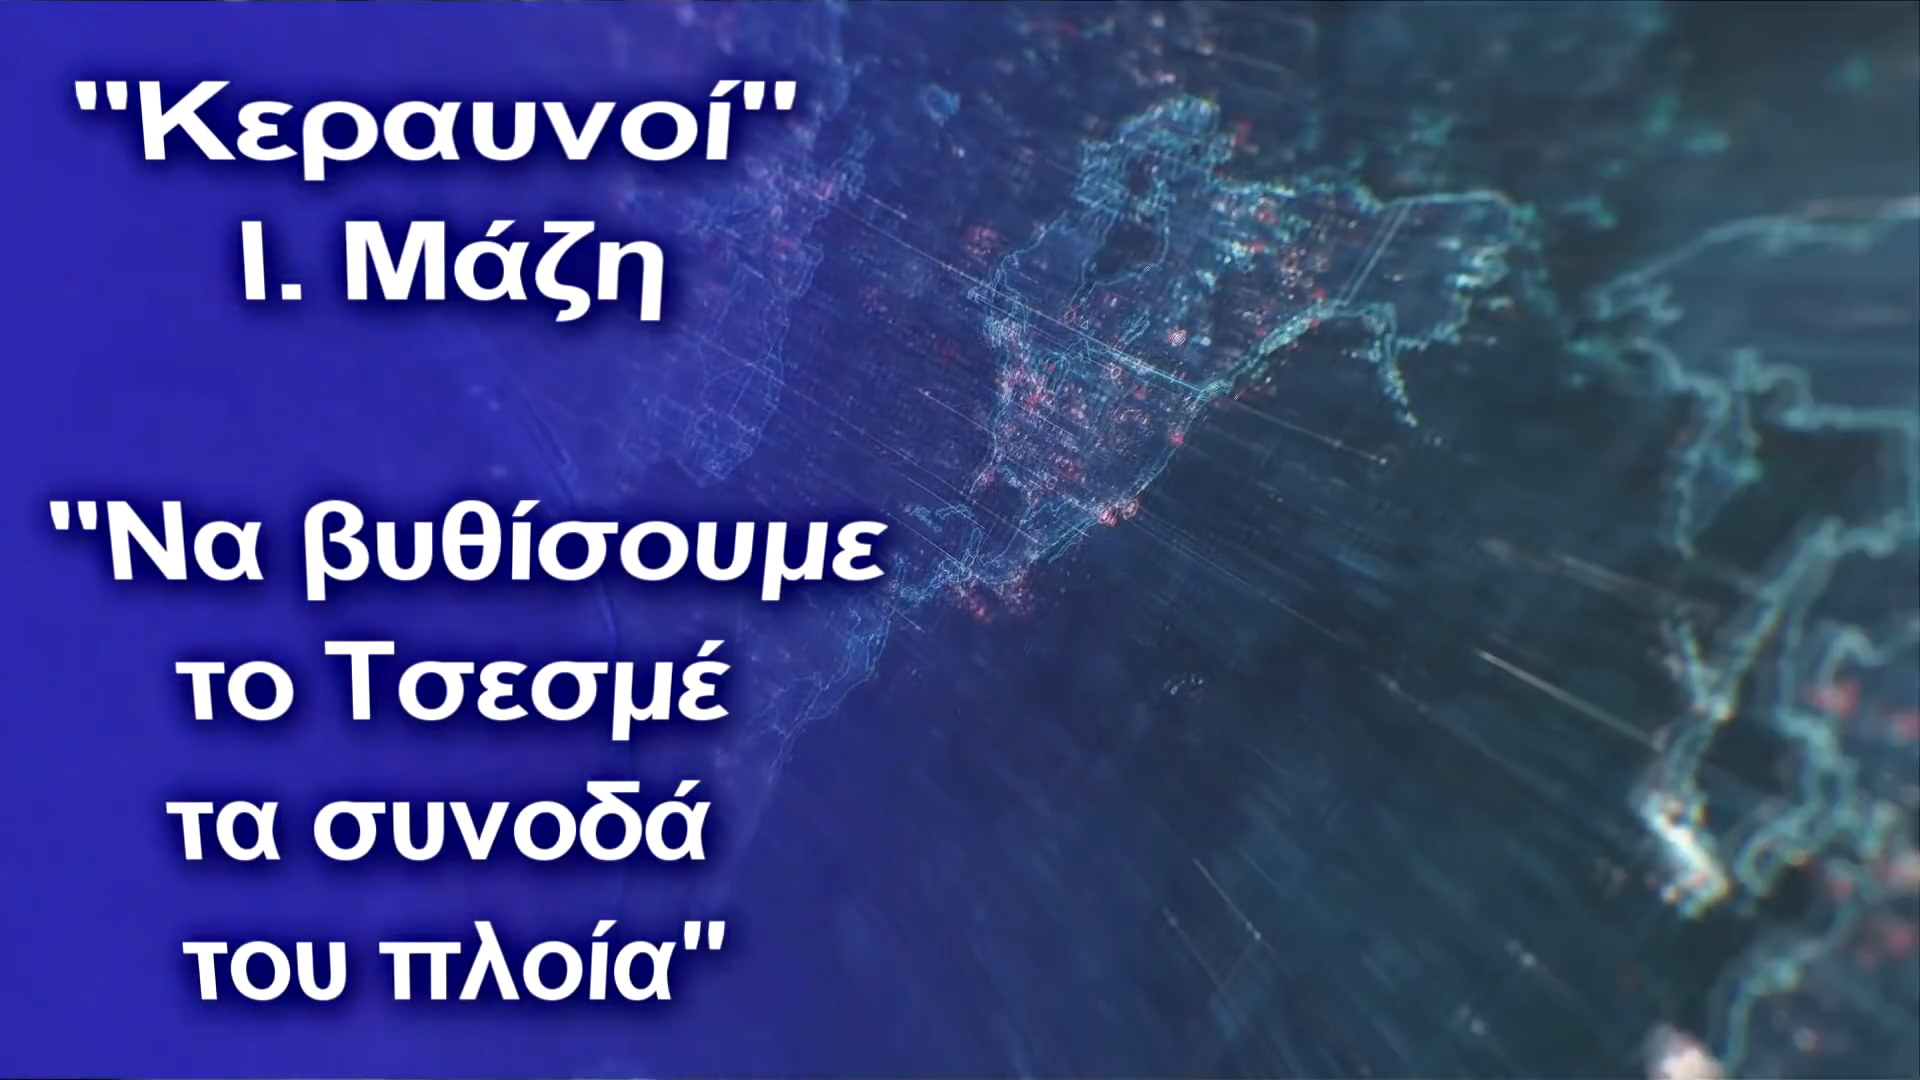 "Κεραυνοί"
Ι. Μάζη
"Να βυθίσουμε
το Τσεσμέ
τα συνοδά
του πλοία"